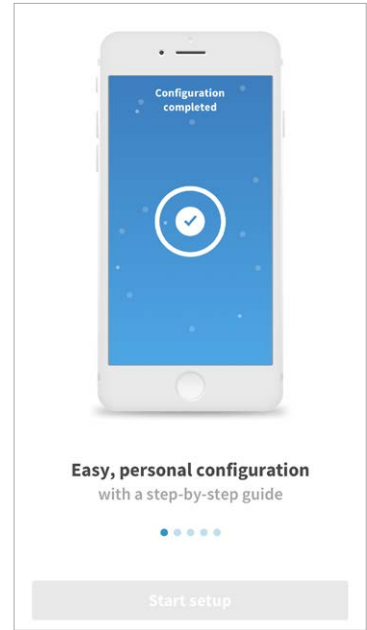 Configuration
completed
Easy, personal configuration
with a step-by-step guide
Start setup